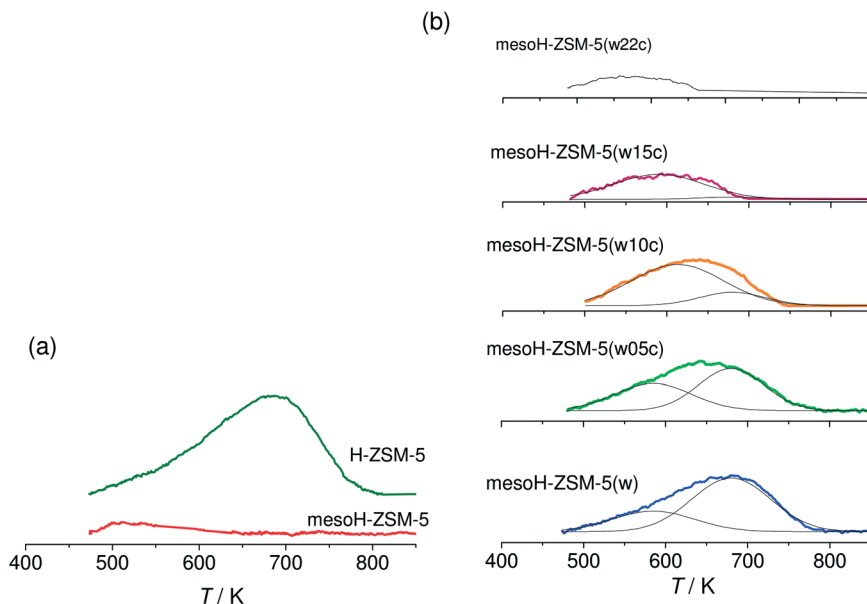 (b)
mesoH-ZSM-5(w22c)
mesoH-ZSM-5(w15c)
mesoH-ZSM-5(w10c)
(a)
mesoH-ZSM-5(w05c)
H-ZSM-5
mesoH-ZSM-5
mesoH-ZSM-5(w)
400 500 600 700 800
T / K
400 500 600 700 800
T / K